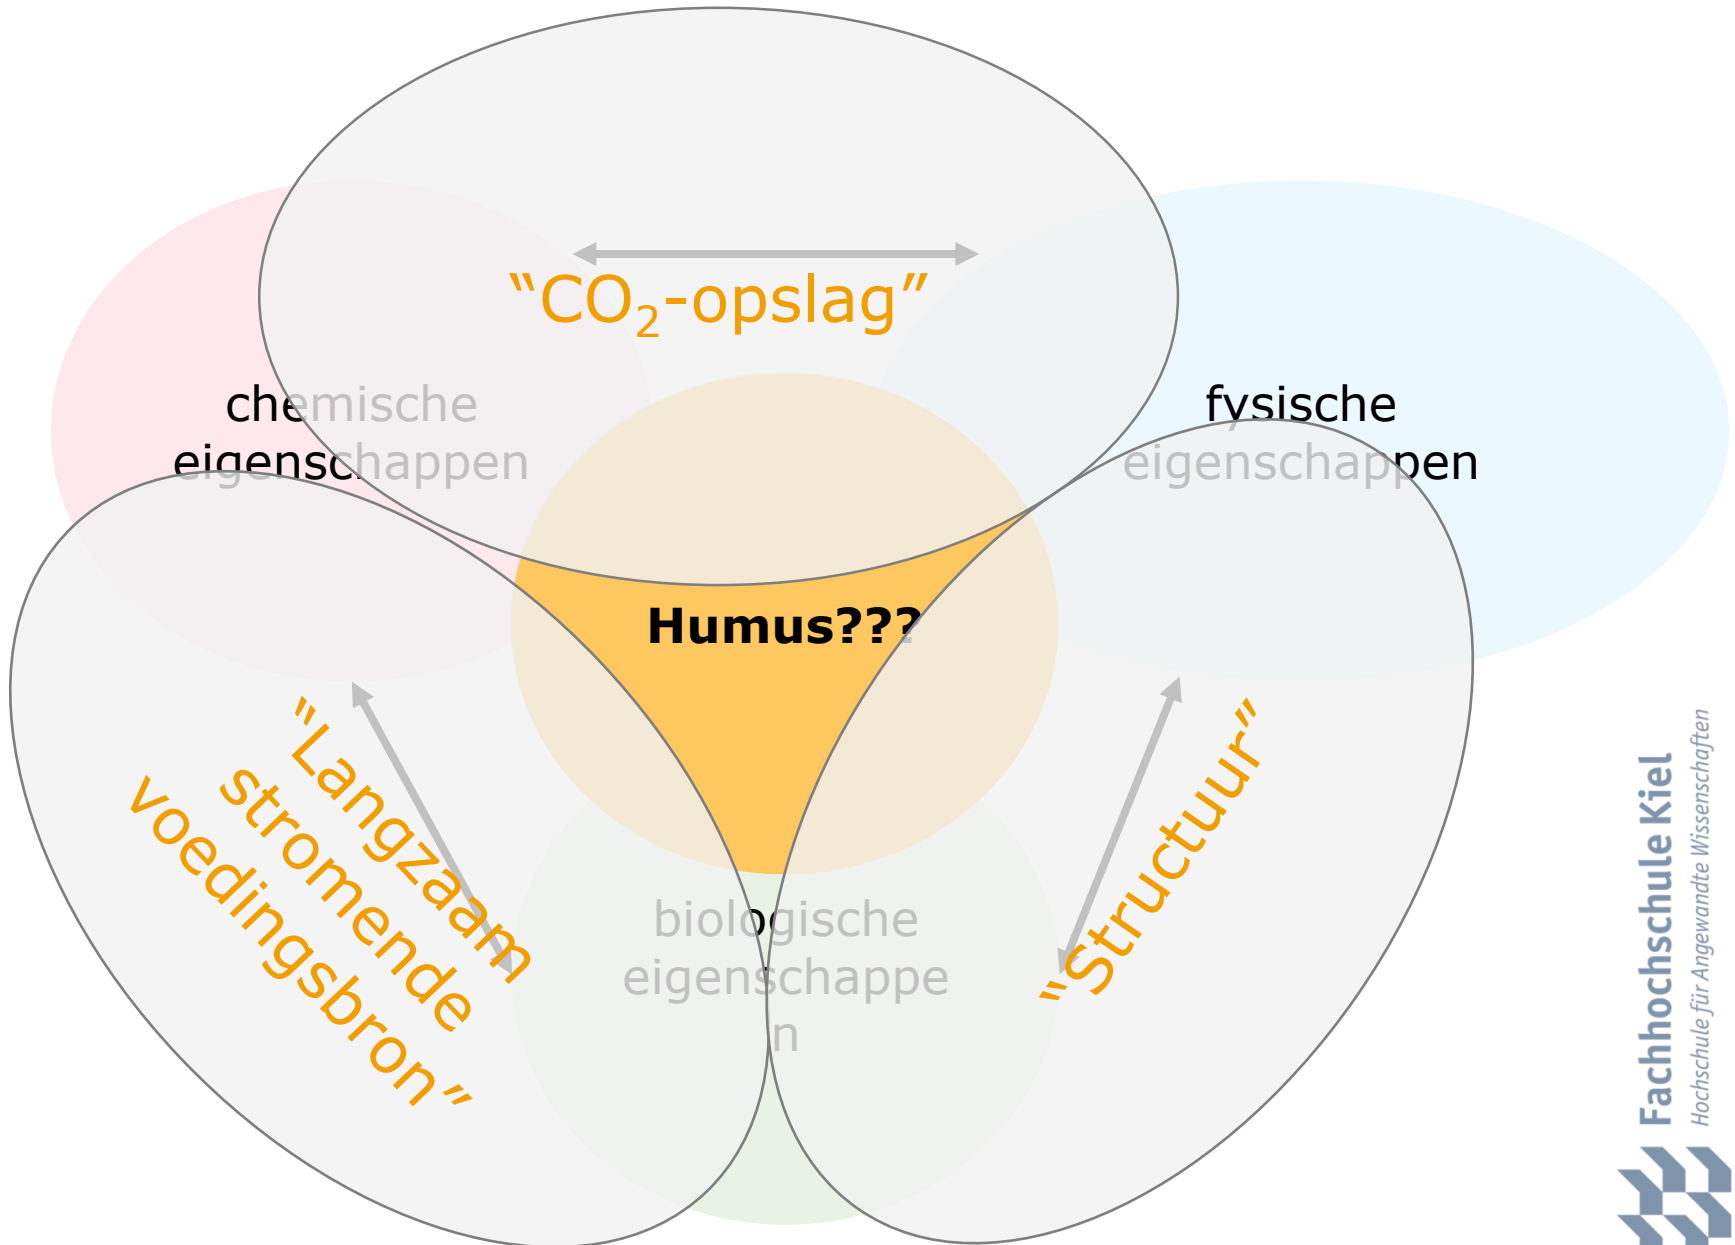 “CO₂-opslag”
chemische
eigenschappen
fysische
eigenschappen
Humus???
“Langzaam
stromende
voedingsbron”
biologische
eigenschappe
n
“Structuur”
Fachhochschule Kiel
Hochschule für Angewandte Wissenschaften